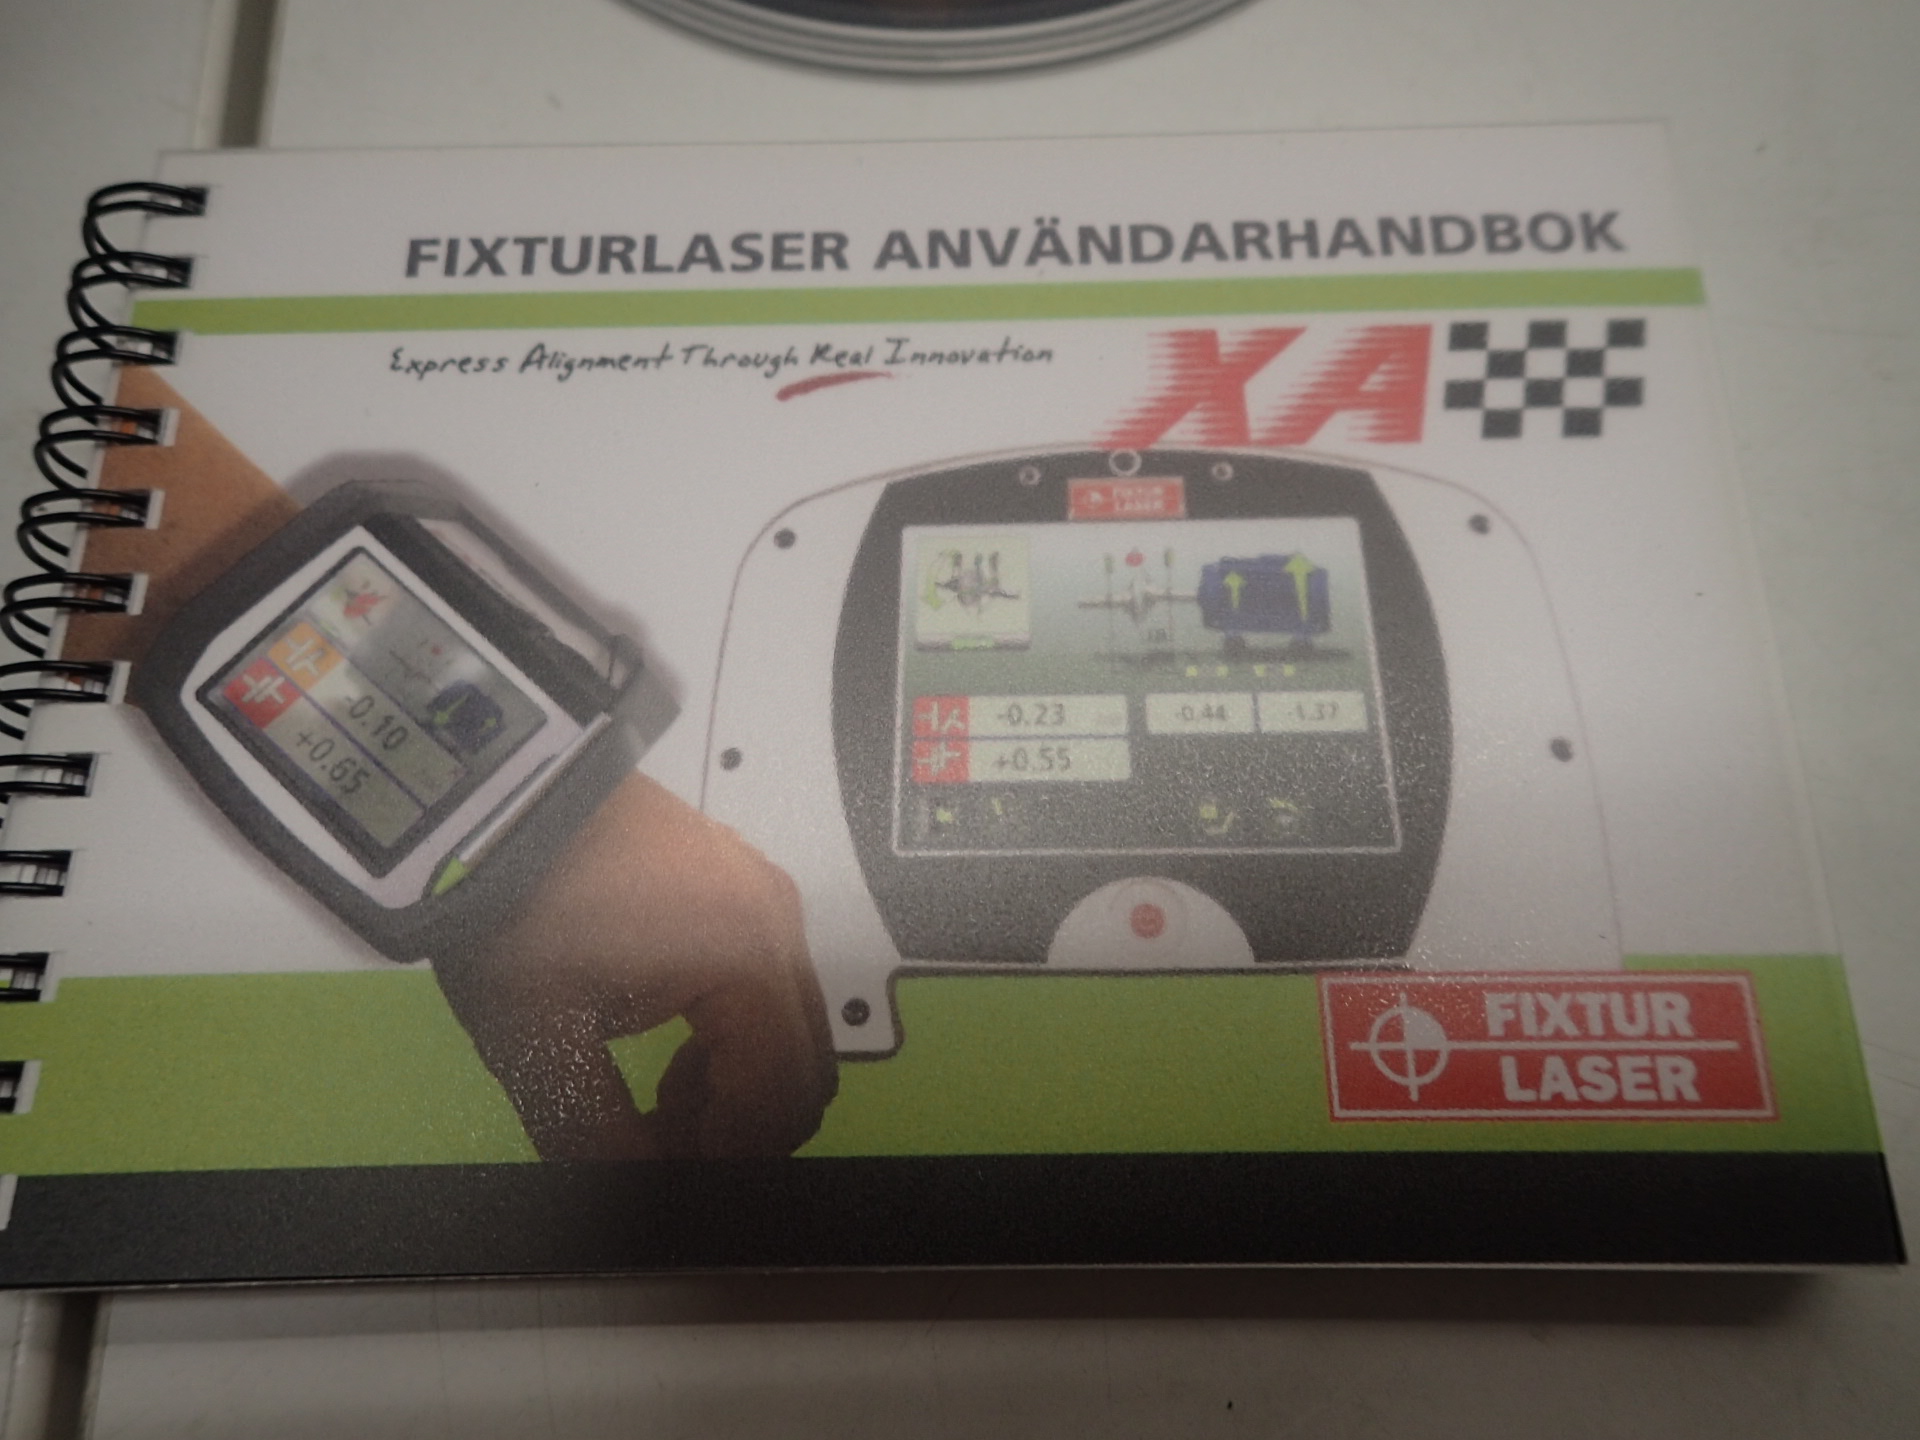 FIXTURLASER ANVÄNDARHANDBOK
Express Alignment Through Real Innovation
XA
FIXTUR
LASER
-0.10
+0.65
-0.23
-0.44
-1.37
+0.55
FIXTUR
LASER